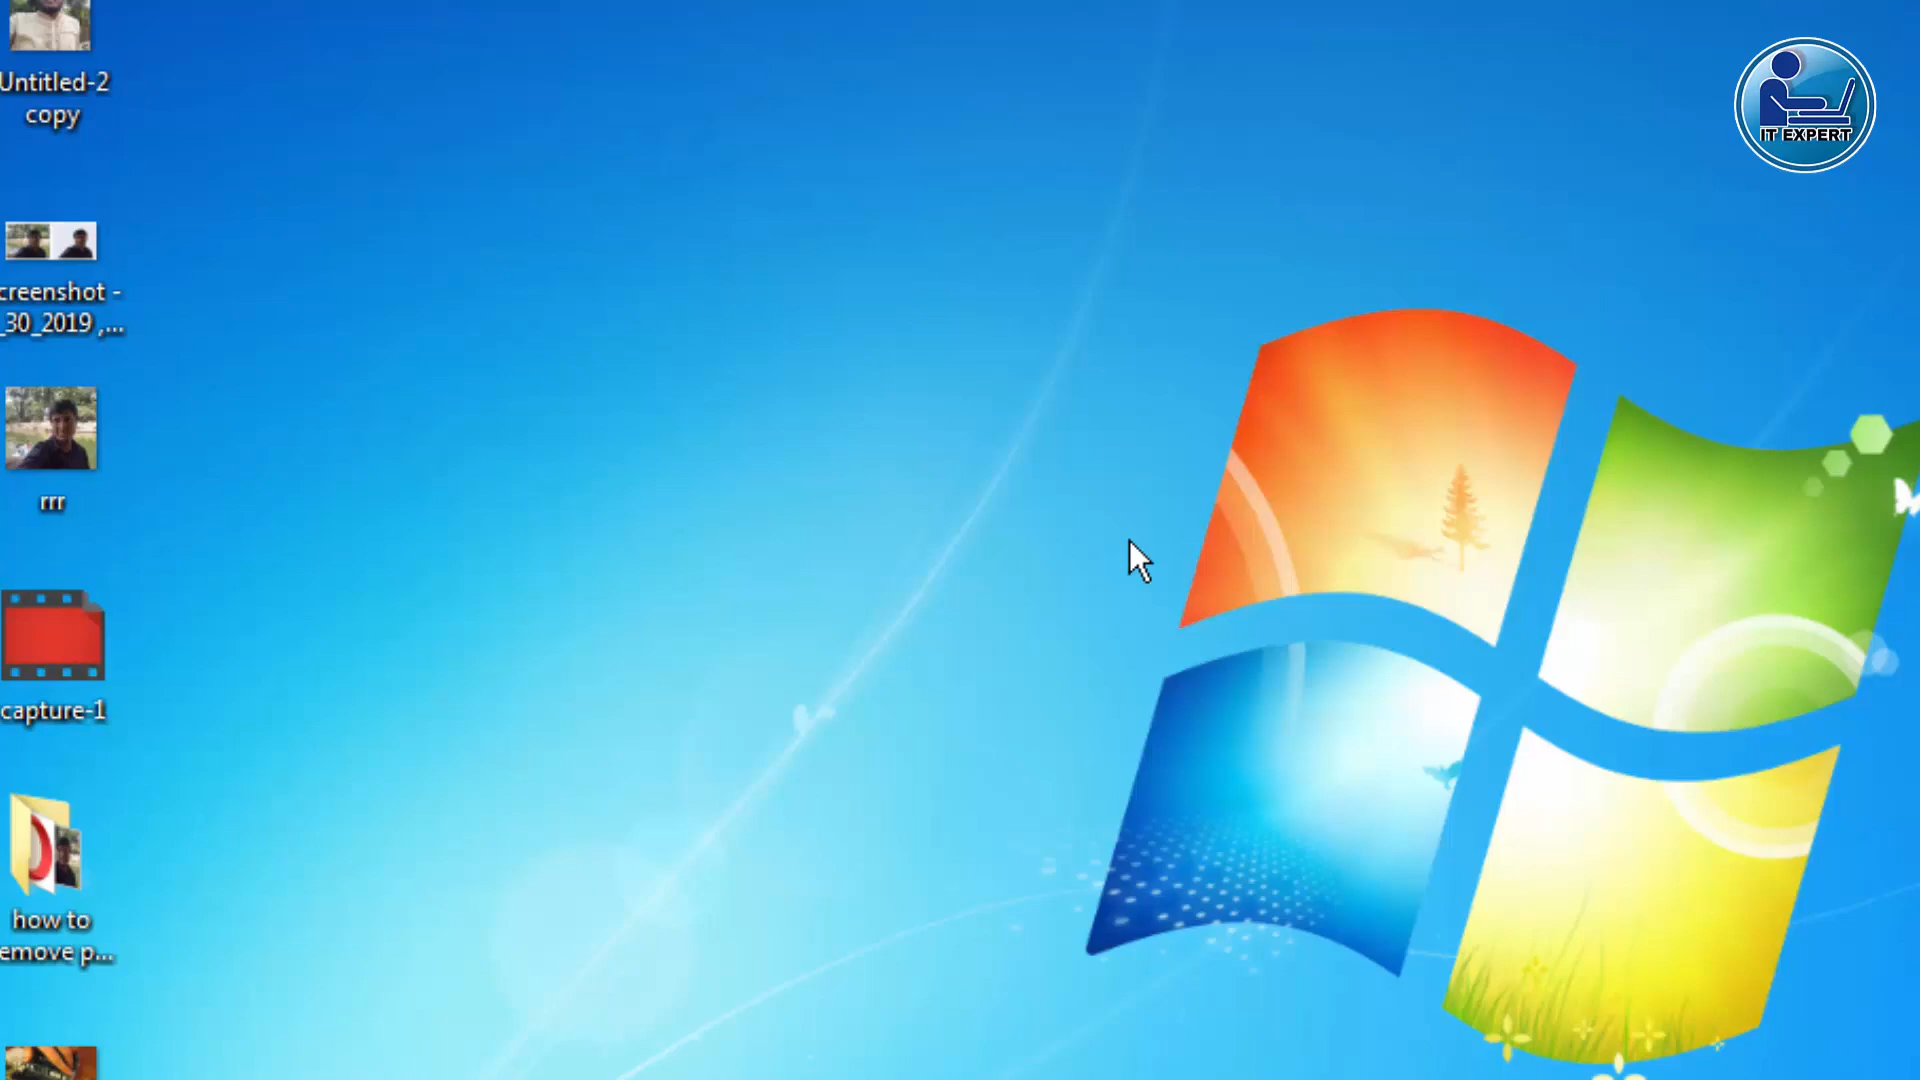 Untitled-2
copy
IT EXPERT
creenshot -
_30_2019 ,...
rrr
capture-1
how to
emove p...